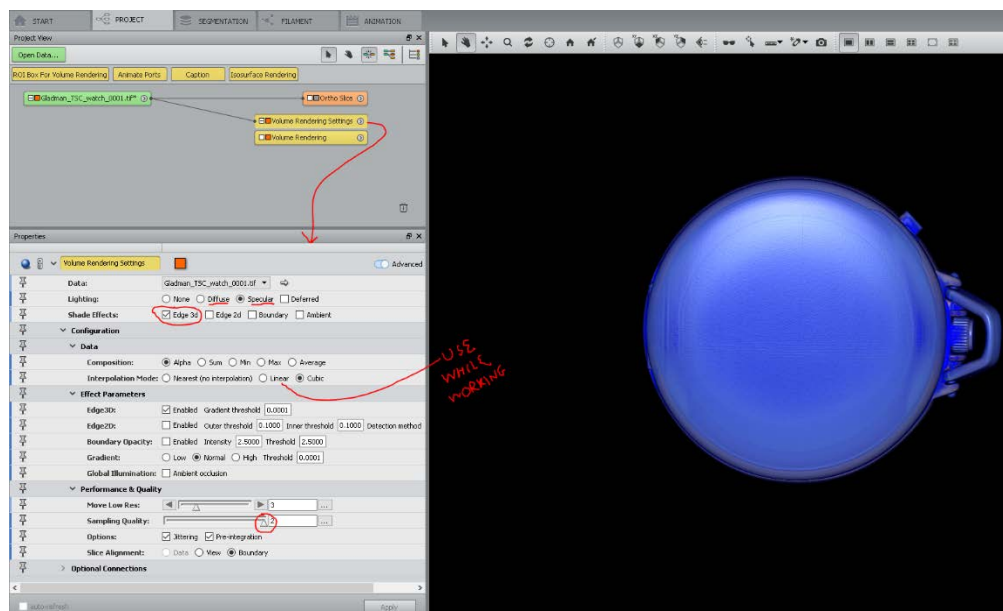 START
PROJECT
SEGMENTATION
FILAMENT
ANIMATION
Project View
Open Data...
ROI Box For Volume Rendering
Animate Ports
Caption
Isosurface Rendering
Gladman_TSC_watch_0001.tif*
Ortho Slice
Volume Rendering Settings
Volume Rendering
Properties
Volume Rendering Settings
Advanced
Data: Gladman_TSC_watch_0001.tif
Lighting: None Diffuse Specular Deferred
Shade Effects: Edge 3d Edge 2d Boundary Ambient
Configuration
Data
Composition: Alpha Sum Min Max Average
Interpolation Mode: Nearest (no interpolation) Linear Cubic
USE
WHILE
WORKING
Effect Parameters
Edge3D: Enabled Gradient threshold 0.0001
Edge2D: Enabled Outer threshold 0.1000 Inner threshold 0.1000 Detection method
Boundary Opacity: Enabled Intensity 2.5000 Threshold 2.5000
Gradient: Low Normal High Threshold 0.0001
Global Illumination: Ambient occlusion
Performance & Quality
Move Low Res: 3 ...
Sampling Quality: 2 ...
Options: Jittering Pre-integration
Slice Alignment: Data View Boundary
Optional Connections
auto-refresh
Apply